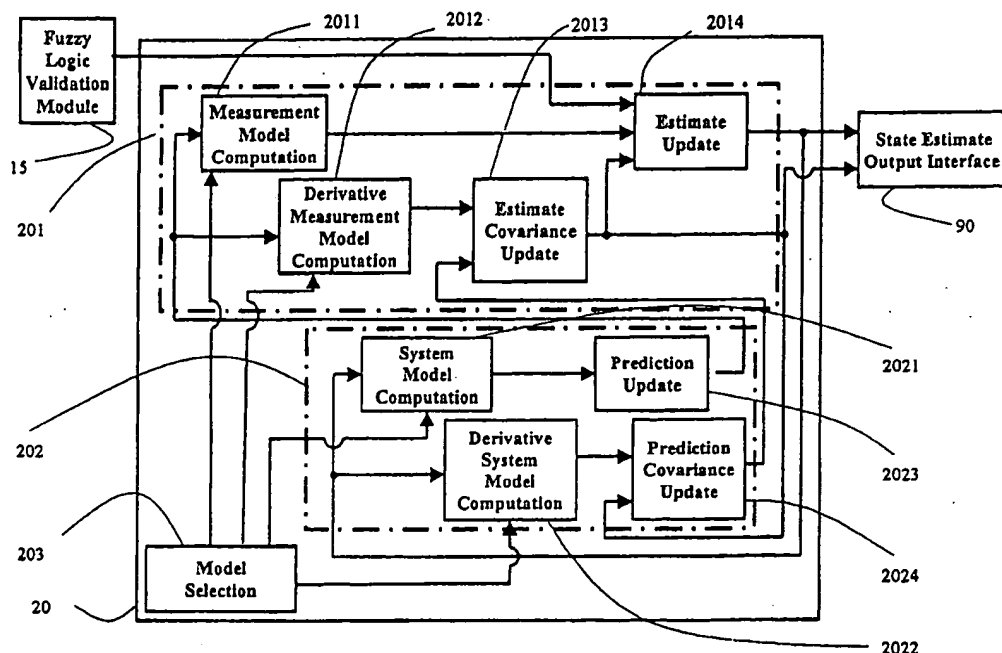 2011
2012
2013
2014
Fuzzy
Logic
Validation
Module
15
201
Measurement
Model
Computation
Derivative
Measurement
Model
Computation
Estimate
Covariance
Update
Estimate
Update
State Estimate
Output Interface
90
System
Model
Computation
Prediction
Update
2021
202
Derivative
System
Model
Computation
Prediction
Covariance
Update
2023
203
Model
Selection
20
2024
2022